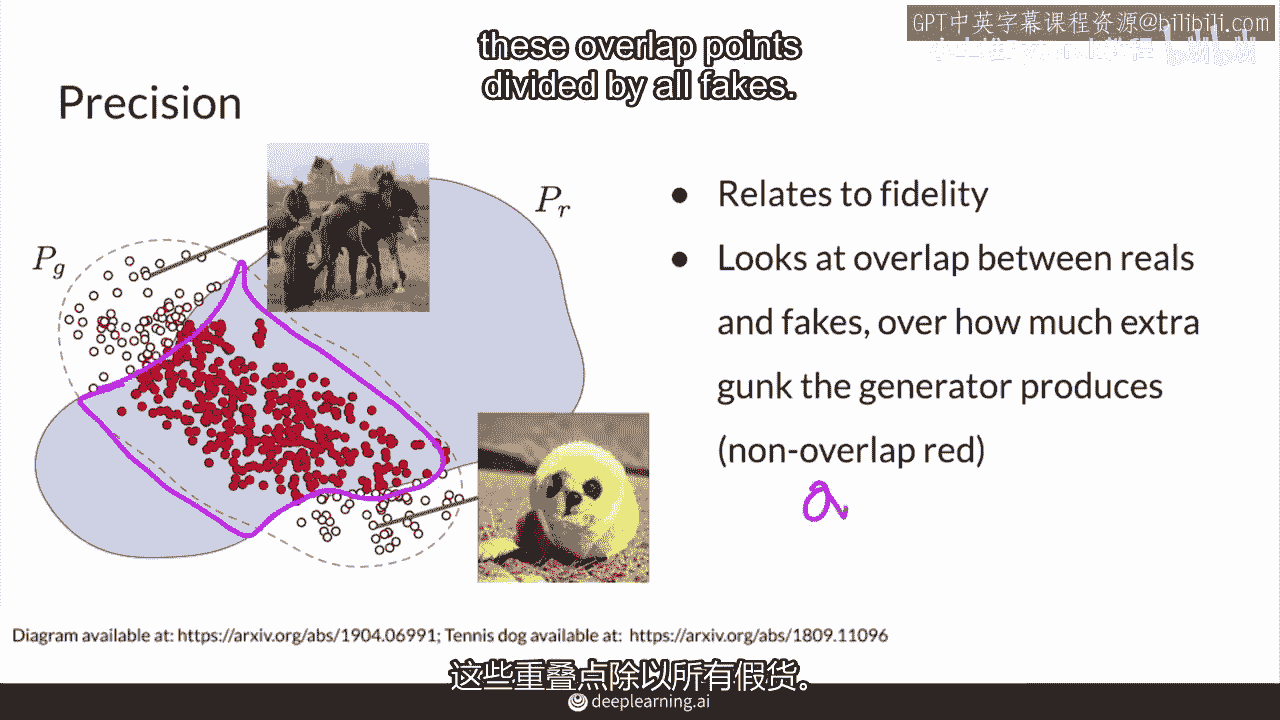 GPT中英字幕课程资源@bilibili.com
these overlap points
divided by all fakes.
Precision
P_r
P_g
● Relates to fidelity
● Looks at overlap between reals
and fakes, over how much extra
gunk the generator produces
(non-overlap red)
a
Diagram available at: https://arxiv.org/abs/1904.06991; Tennis dog available at: https://arxiv.org/abs/1809.11096
这些重叠点除以所有假货。
deeplearning.ai